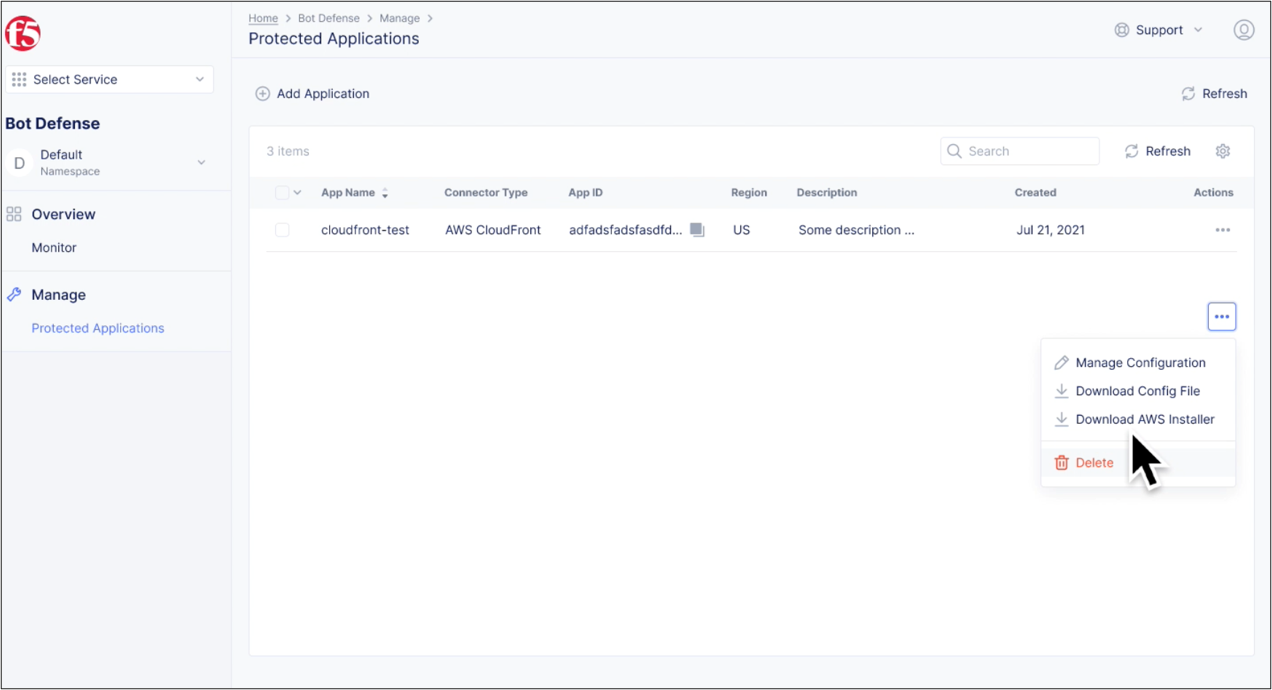 f5
Home > Bot Defense > Manage >
Protected Applications
Support
Select Service
Add Application
Refresh
Bot Defense
D
Default
Namespace
3 items
Search
Refresh
App Name
Connector Type
App ID
Region
Description
Created
Actions
cloudfront-test
AWS CloudFront
adfadsfadsfasdfd...
US
Some description ...
Jul 21, 2021
Overview
Monitor
Manage
Protected Applications
Manage Configuration
Download Config File
Download AWS Installer
Delete